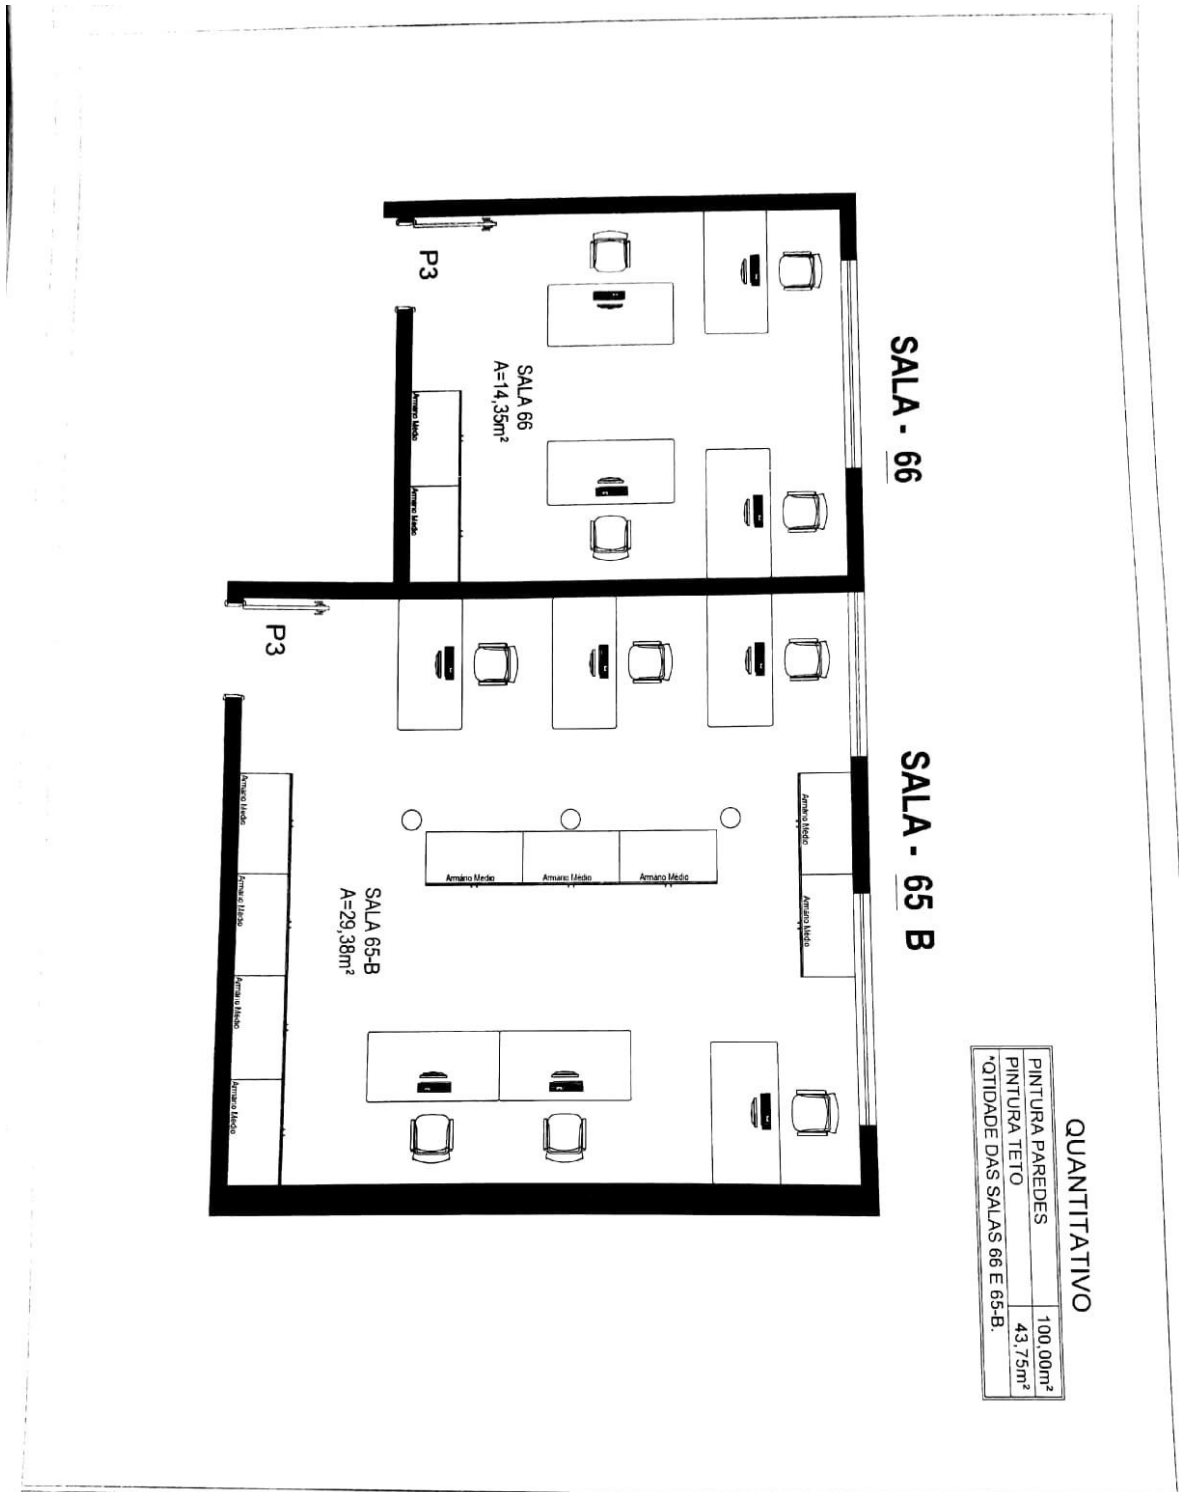 SALA - 66
SALA - 65 B
P3
SALA 66
A=14,35m²
Armário Médio
Armário Médio
P3
SALA 65-B
A=29,38m²
Armário Médio
Armário Médio
Armário Médio
Armário Médio
Armário Médio
Armário Médio
Armário Médio
Armário Médio
Armário Médio
QUANTITATIVO
PINTURA PAREDES 100,00m²
PINTURA TETO 43,75m²
*QTIDADE DAS SALAS 66 E 65-B.